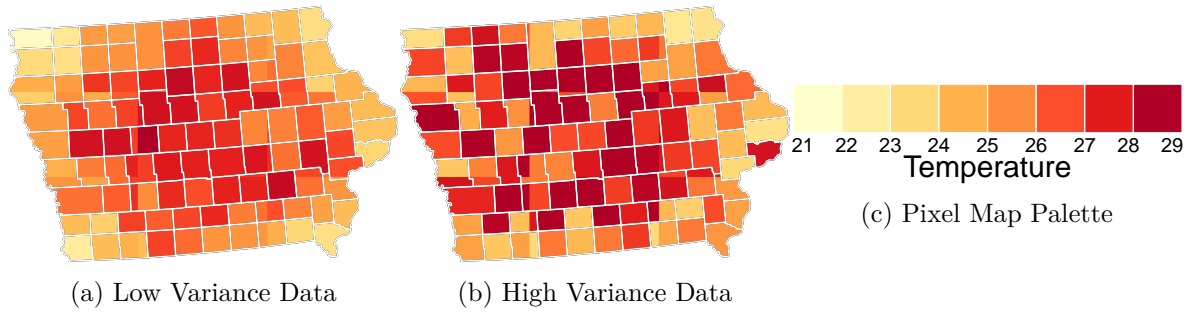 21 22 23 24 25 26 27 28 29
Temperature
(c) Pixel Map Palette
(a) Low Variance Data
(b) High Variance Data